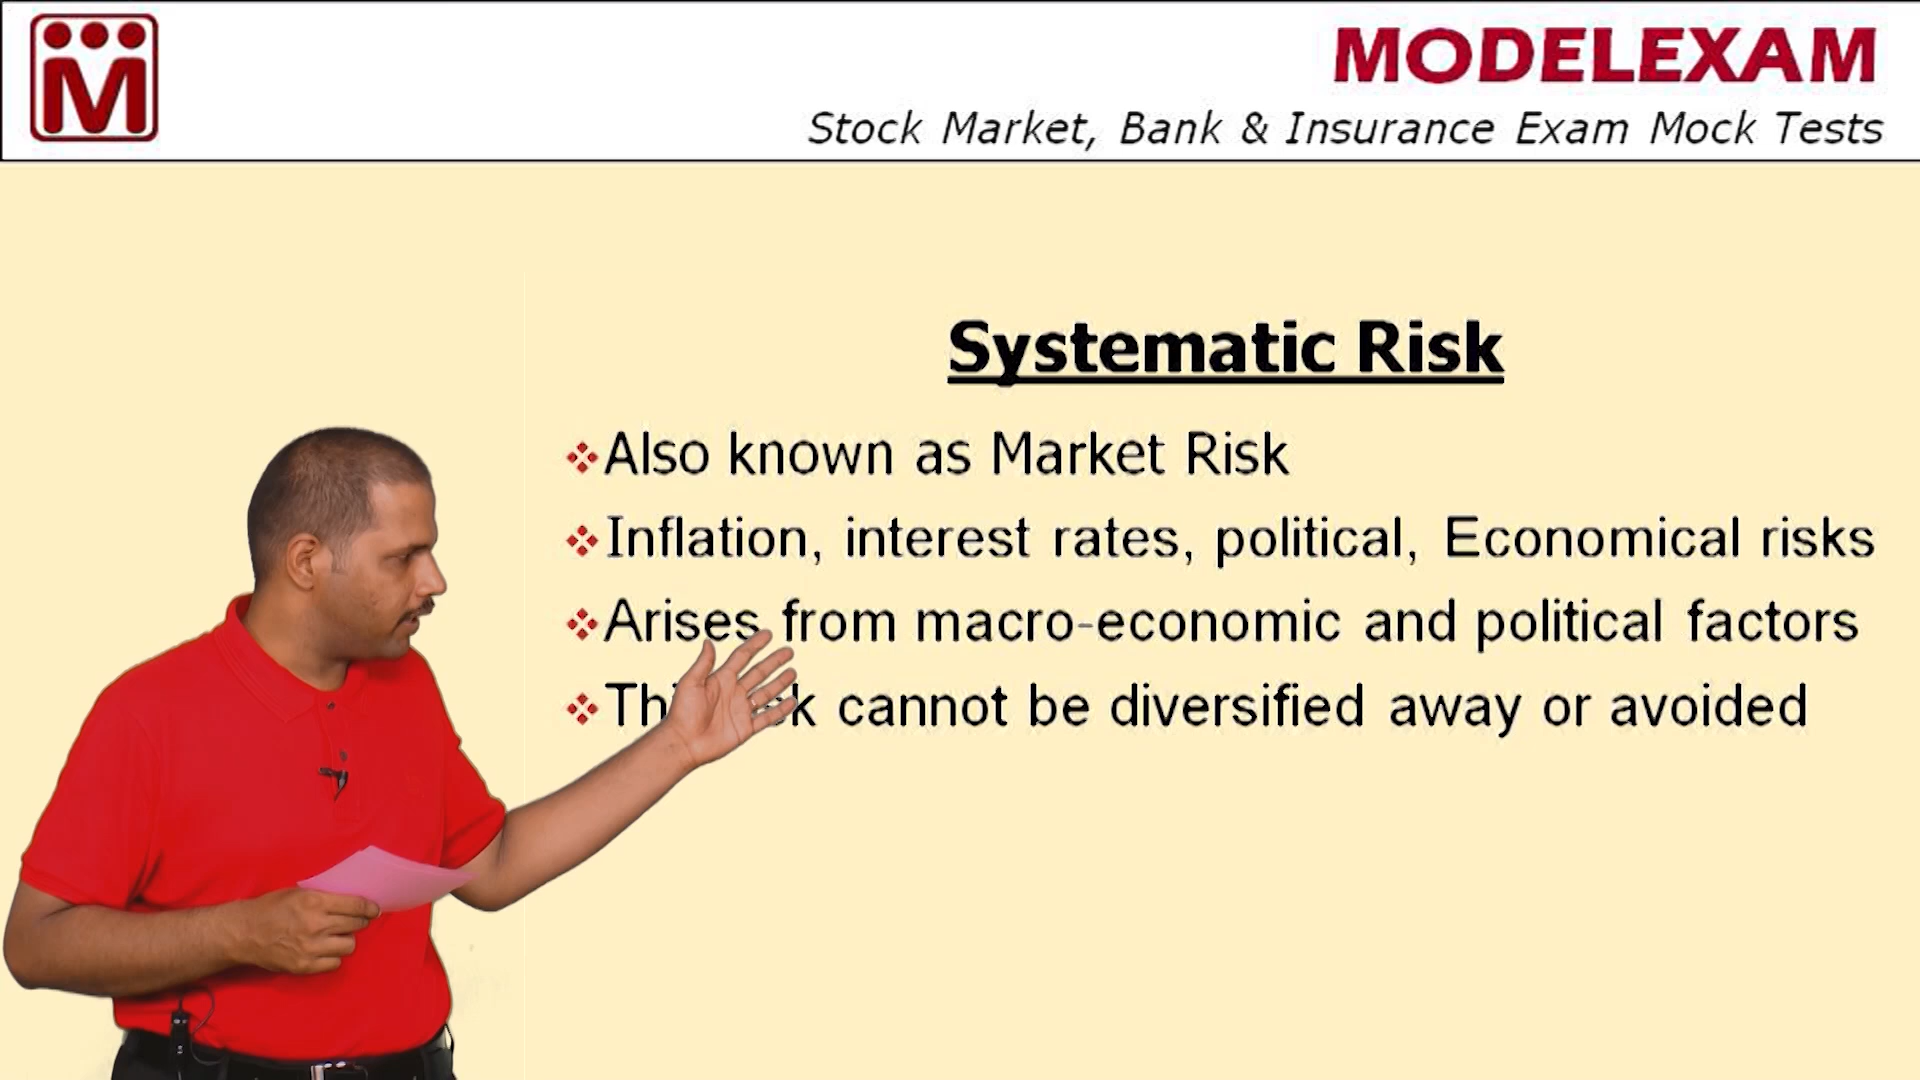 M
MODELEXAM
Stock Market, Bank & Insurance Exam Mock Tests
Systematic Risk
Also known as Market Risk
Inflation, interest rates, political, Economical risks
Arises from macro-economic and political factors
cannot be diversified away or avoided